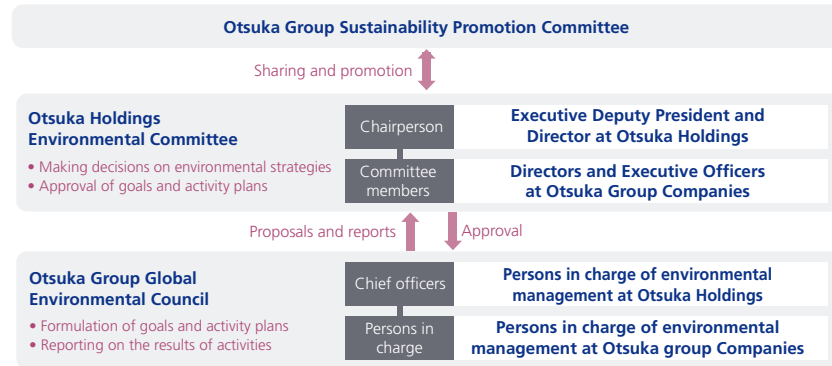 Otsuka Group Sustainability Promotion Committee
Sharing and promotion
Otsuka Holdings
Environmental Committee
• Making decisions on environmental strategies
• Approval of goals and activity plans
Chairperson
Executive Deputy President and
Director at Otsuka Holdings
Committee
members
Directors and Executive Officers
at Otsuka Group Companies
Proposals and reports
Approval
Otsuka Group Global
Environmental Council
• Formulation of goals and activity plans
• Reporting on the results of activities
Chief officers
Persons in charge of environmental
management at Otsuka Holdings
Persons in
charge
Persons in charge of environmental
management at Otsuka group Companies